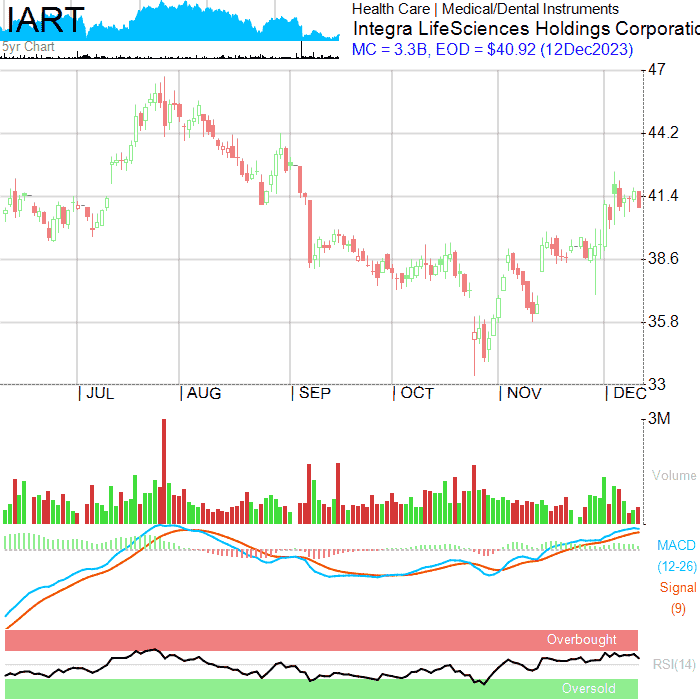 IART
5yr Chart
Health Care | Medical/Dental Instruments
Integra LifeSciences Holdings Corporatio
MC = 3.3B, EOD = $40.92 (12Dec2023)
47
44.2
41.4
38.6
35.8
33
| JUL | AUG | SEP | OCT | NOV | DEC
3M
Volume
MACD
(12-26)
Signal
(9)
Overbought
RSI(14)
Oversold